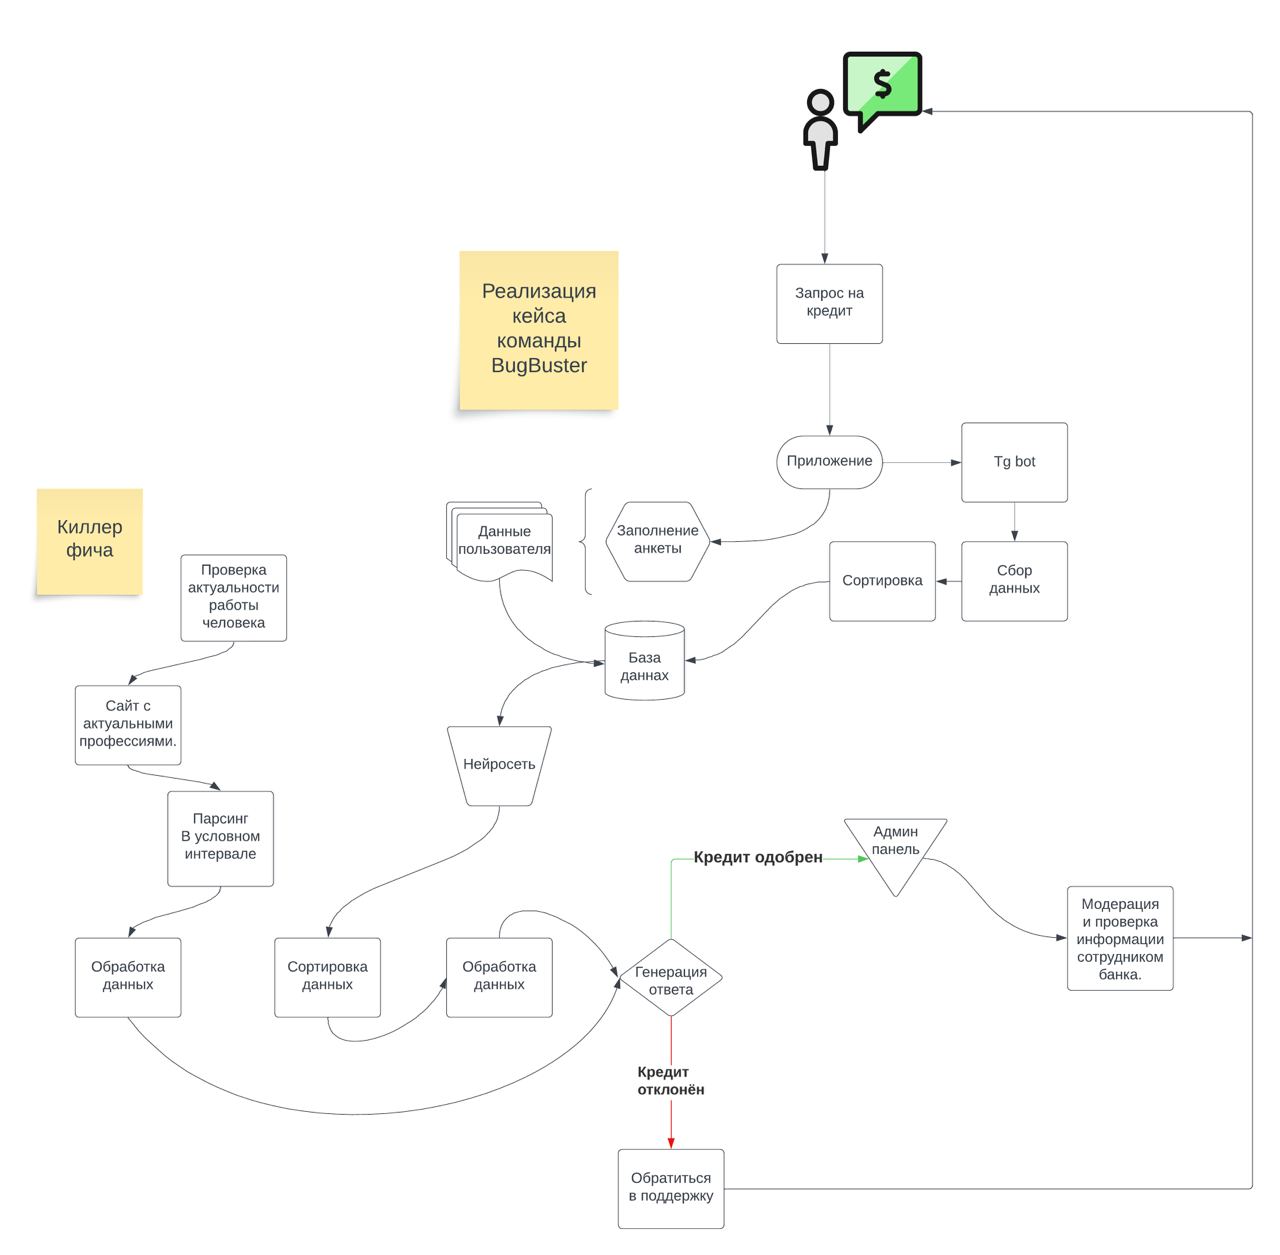 $
Реализация
кейса
команды
BugBuster
Запрос на
кредит
Приложение
Tg bot
Киллер
фича
Данные
пользователя
Заполнение
анкеты
Сортировка
Сбор
данных
Проверка
актуальности
работы
человека
База
даннах
Сайт с
актуальными
профессиями.
Нейросеть
Парсинг
В условном
интервале
Кредит одобрен
Админ
панель
Модерация
и проверка
информации
сотрудником
банка.
Обработка
данных
Сортировка
данных
Обработка
данных
Генерация
ответа
Кредит
отклонён
Обратиться
в поддержку